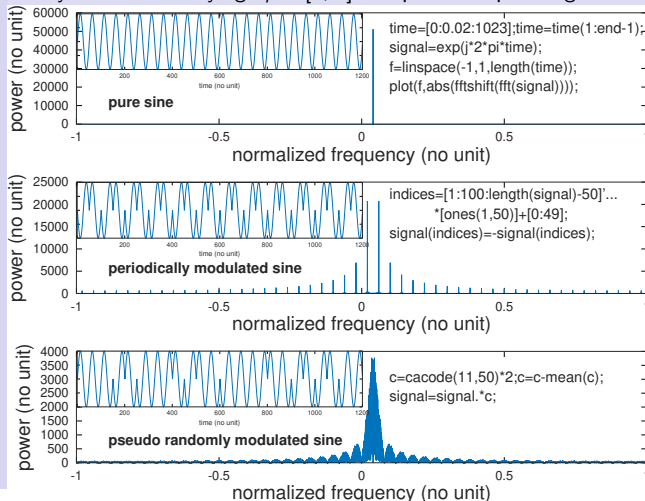 60000
50000
40000
30000
20000
10000
0
power (no unit)
200 400 600 800 1000 1200
time (no unit)
pure sine
time=[0:0.02:1023];time=time(1:end-1);
signal=exp(j*2*pi*time);
f=linspace(-1,1,length(time));
plot(f,abs(fftshift(fft(signal))));
-1 -0.5 0 0.5 1
normalized frequency (no unit)
25000
20000
15000
10000
5000
0
power (no unit)
200 400 600 800 1000 1200
time (no unit)
periodically modulated sine
indices=[1:100:length(signal)-50]'...
*[ones(1,50)]+[0:49];
signal(indices)=-signal(indices);
-1 -0.5 0 0.5 1
normalized frequency (no unit)
4000
3500
3000
2500
2000
1500
1000
500
0
power (no unit)
200 400 600 800 1000 1200
time (no unit)
pseudo randomly modulated sine
c=cacode(11,50)*2;c=c-mean(c);
signal=signal.*c;
-1 -0.5 0 0.5 1
normalized frequency (no unit)